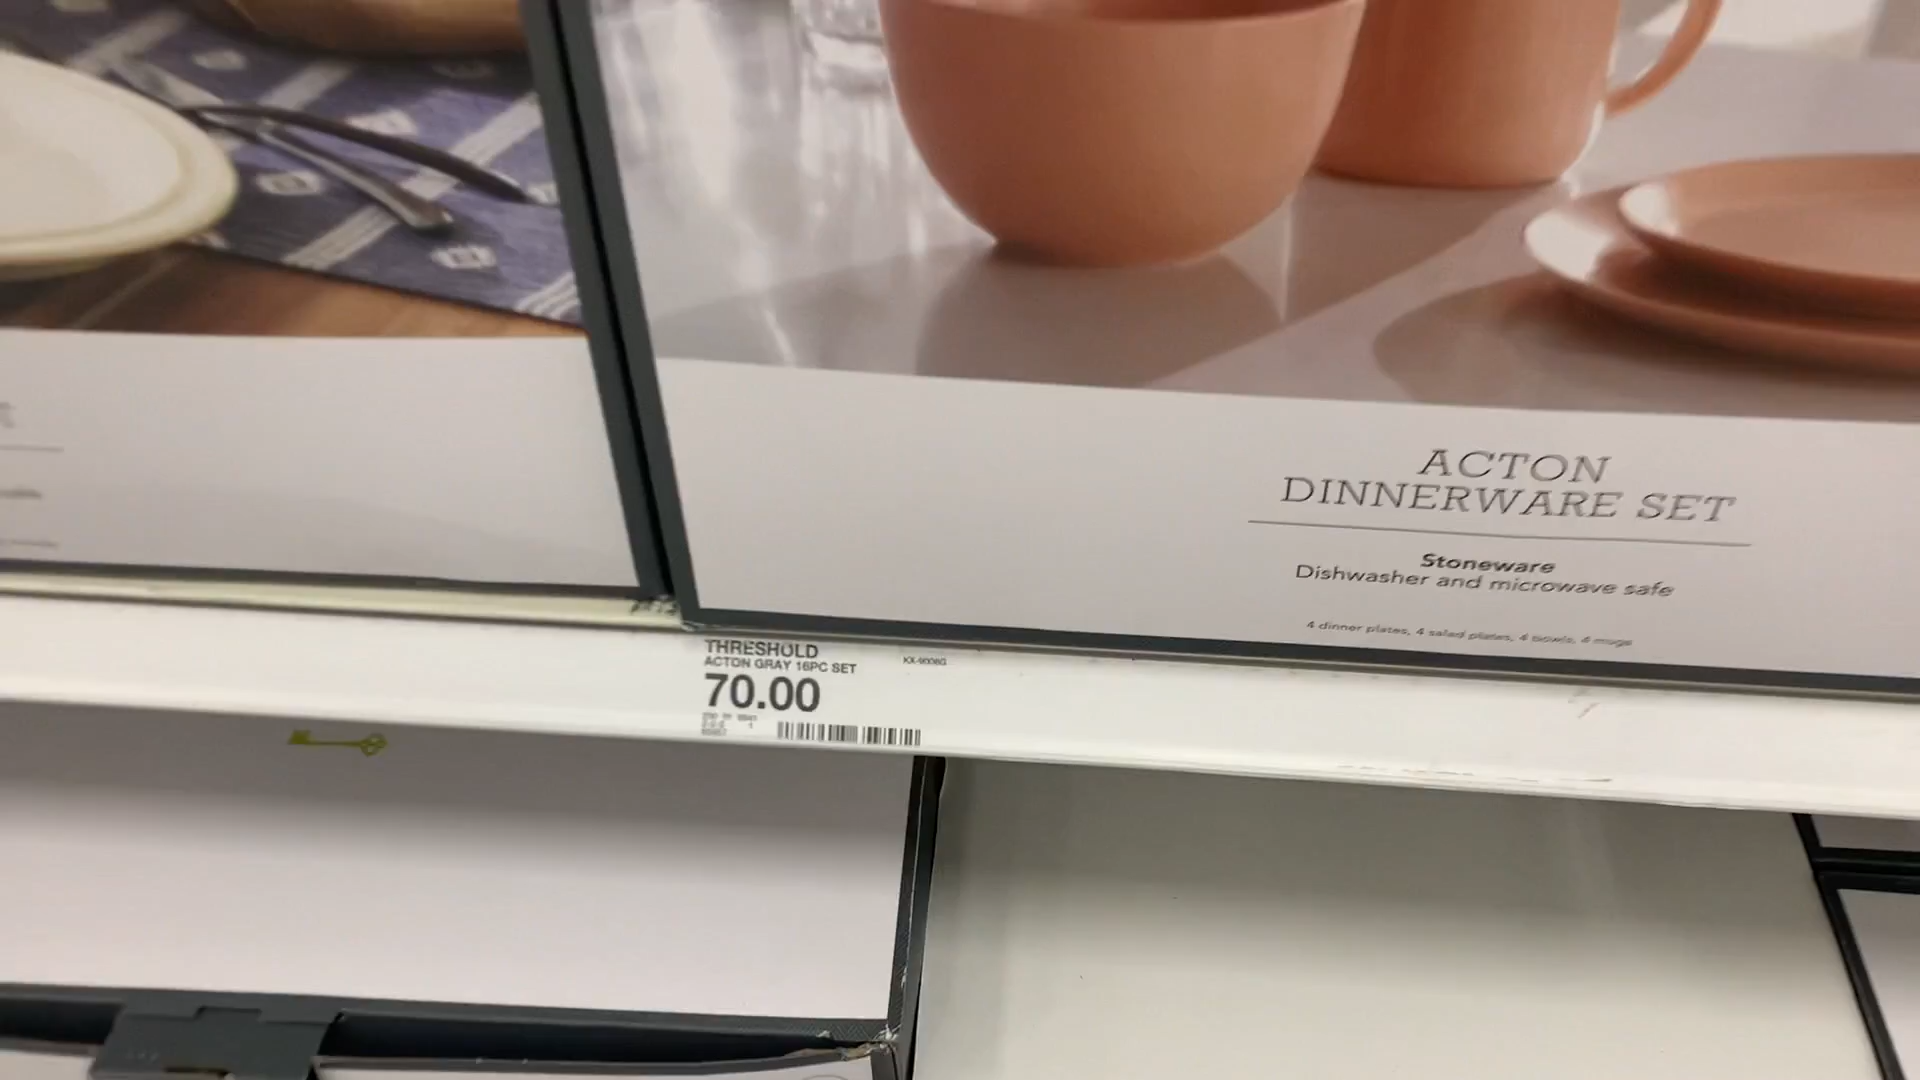 ACTON
DINNERWARE SET
Stoneware
Dishwasher and microwave safe
4 dinner plates, 4 salad plates, 4 bowls, 4 mugs
THRESHOLD
ACTON GRAY 16PC SET
70.00